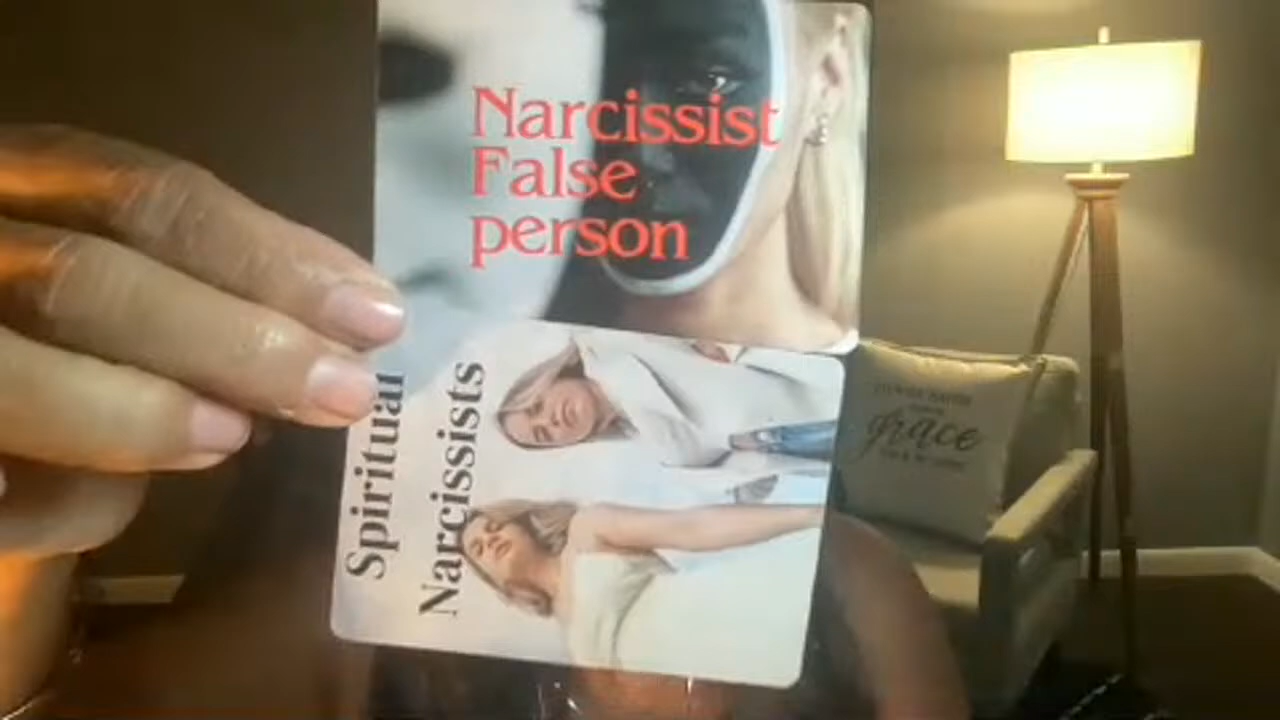 Narcissist
False
person
Spiritual
Narcissists
grace